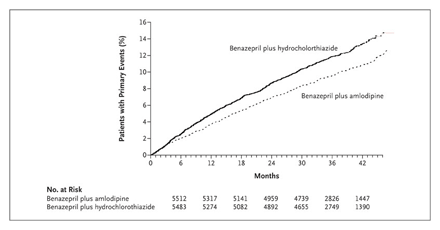 16
14
12
10
8
6
4
2
0
Patients with Primary Events (%)
Benazepril plus hydrocholorthiazide
Benazepril plus amlodipine
0 6 12 18 24 30 36 42
Months
No. at Risk
Benazepril plus amlodipine 5512 5317 5141 4959 4739 2826 1447
Benazepril plus hydrochlorothiazide 5483 5274 5082 4892 4655 2749 1390